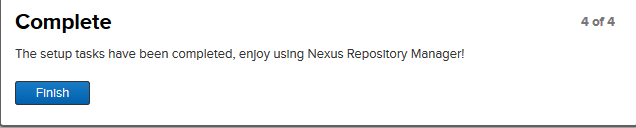 Complete
4 of 4
The setup tasks have been completed, enjoy using Nexus Repository Manager!
Finish